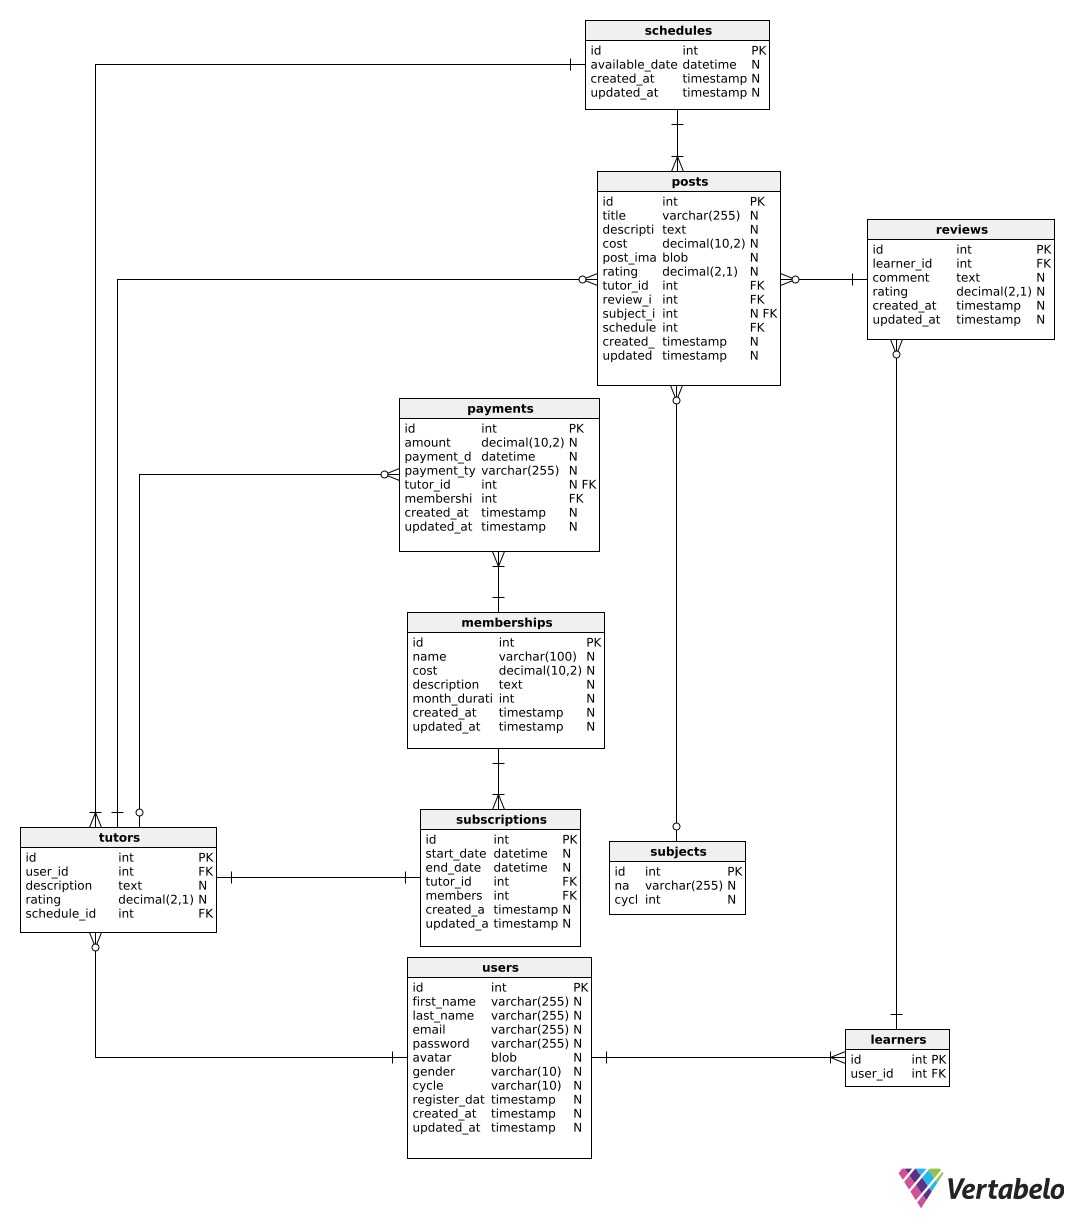 schedules
id int PK
available_date datetime N
created_at timestamp N
updated_at timestamp N
posts
id int PK
title varchar(255) N
descripti text N
cost decimal(10,2) N
post_ima blob N
rating decimal(2,1) N
tutor_id int FK
review_i int FK
subject_i int N FK
schedule int FK
created_ timestamp N
updated timestamp N
reviews
id int PK
learner_id int FK
comment text N
rating decimal(2,1) N
created_at timestamp N
updated_at timestamp N
payments
id int PK
amount decimal(10,2) N
payment_d datetime N
payment_ty varchar(255) N
tutor_id int N FK
membershi int FK
created_at timestamp N
updated_at timestamp N
memberships
id int PK
name varchar(100) N
cost decimal(10,2) N
description text N
month_durati int N
created_at timestamp N
updated_at timestamp N
tutors
id int PK
user_id int FK
description text N
rating decimal(2,1) N
schedule_id int FK
subscriptions
id int PK
start_date datetime N
end_date datetime N
tutor_id int FK
members int FK
created_a timestamp N
updated_a timestamp N
subjects
id int PK
na varchar(255) N
cycl int N
users
id int PK
first_name varchar(255) N
last_name varchar(255) N
email varchar(255) N
password varchar(255) N
avatar blob N
gender varchar(10) N
cycle varchar(10) N
register_dat timestamp N
created_at timestamp N
updated_at timestamp N
learners
id int PK
user_id int FK
Vertabelo